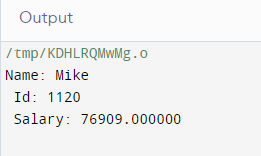 Output
/tmp/KDHLRQMwMg.o
Name: Mike
Id: 1120
Salary: 76909.000000